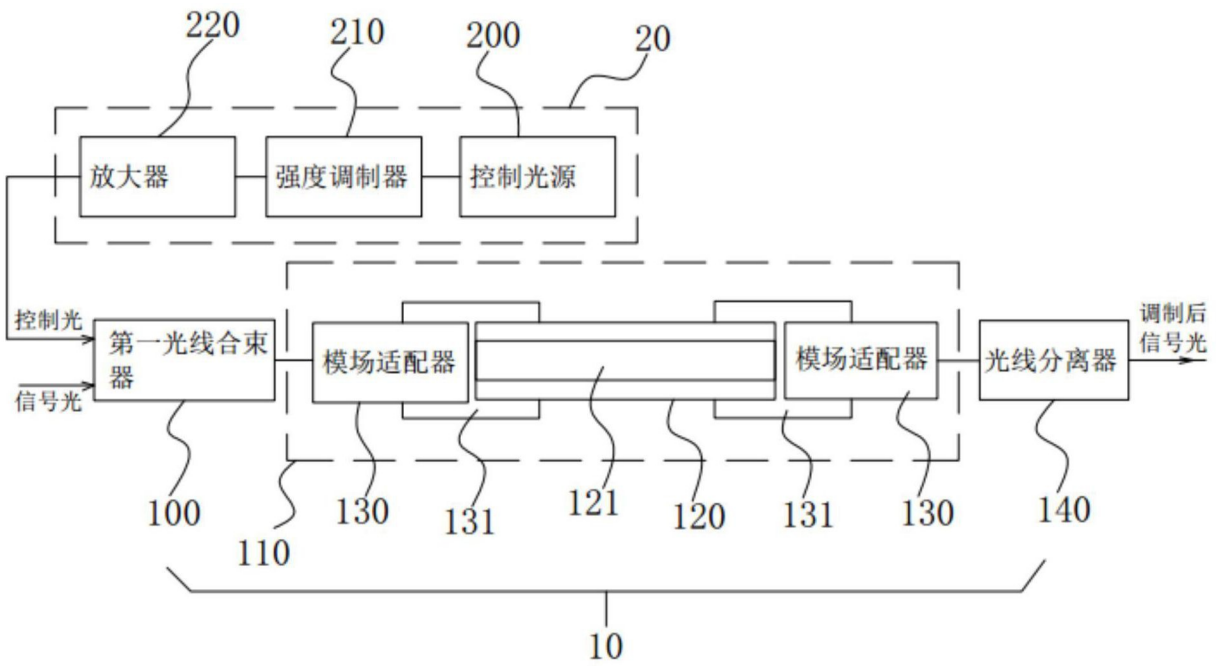 220
210
200
20
放大器
强度调制器
控制光源
控制光
信号光
第一光线合束
器
模场适配器
模场适配器
光线分离器
调制后
信号光
100
110
130
131
121
120
131
130
140
10